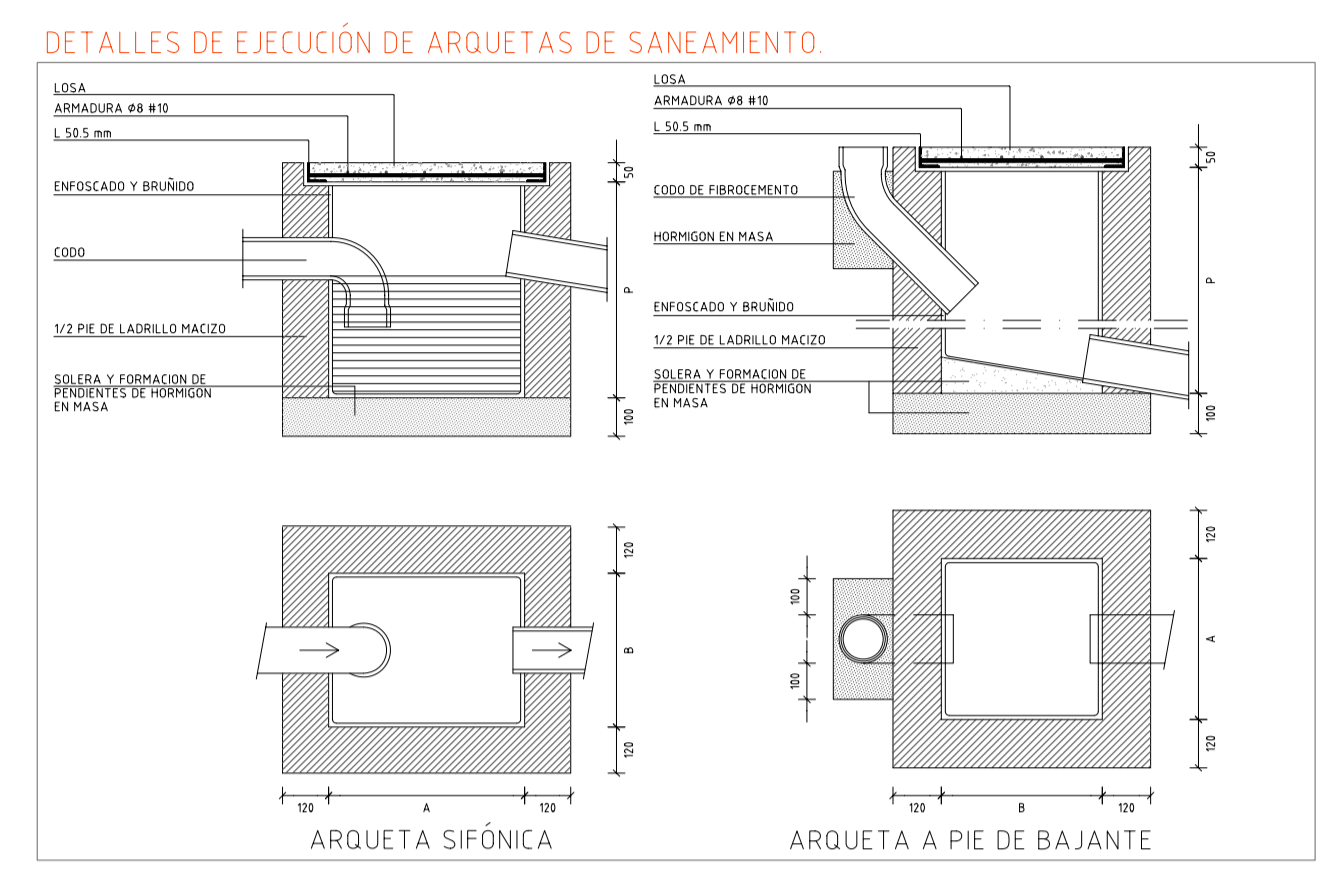 DETALLES DE EJECUCIÓN DE ARQUETAS DE SANEAMIENTO.
LOSA
ARMADURA Ø8 #10
L 50.5 mm
ENFOSCADO Y BRUÑIDO
CODO
1/2 PIE DE LADRILLO MACIZO
SOLERA Y FORMACION DE
PENDIENTES DE HORMIGON
EN MASA
50
P
100
120
B
120
120
A
120
ARQUETA SIFÓNICA
LOSA
ARMADURA Ø8 #10
L 50.5 mm
CODO DE FIBROCEMENTO
HORMIGON EN MASA
ENFOSCADO Y BRUÑIDO
1/2 PIE DE LADRILLO MACIZO
SOLERA Y FORMACION DE
PENDIENTES DE HORMIGON
EN MASA
50
P
100
100
100
120
A
120
120
B
120
ARQUETA A PIE DE BAJANTE